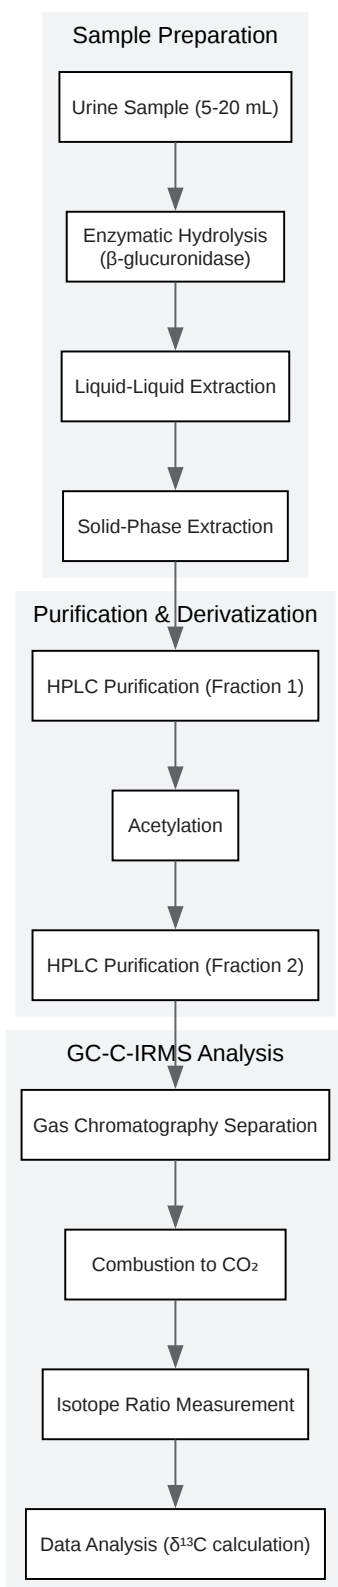 Sample Preparation
Urine Sample (5-20 mL)
Enzymatic Hydrolysis
(β-glucuronidase)
Liquid-Liquid Extraction
Solid-Phase Extraction
Purification & Derivatization
HPLC Purification (Fraction 1)
Acetylation
HPLC Purification (Fraction 2)
GC-C-IRMS Analysis
Gas Chromatography Separation
Combustion to CO₂
Isotope Ratio Measurement
Data Analysis (δ¹³C calculation)